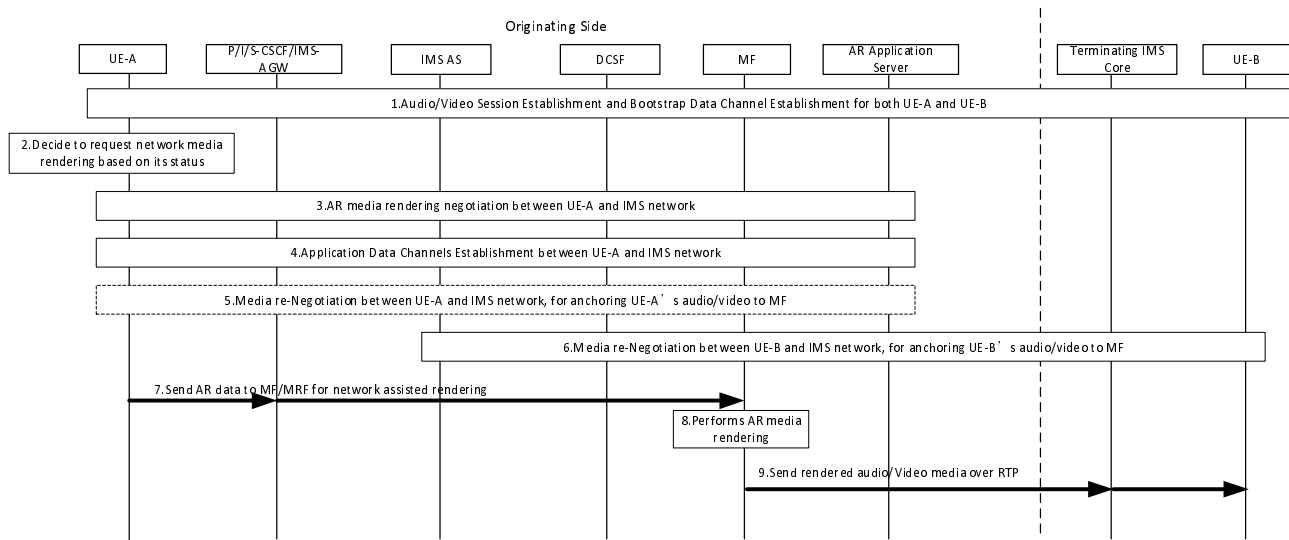 Originating Side
UE-A
P/I/S-CSCF/IMS-
AGW
IMS AS
DCSF
MF
AR Application
Server
Terminating IMS
Core
UE-B
1.Audio/Video Session Establishment and Bootstrap Data Channel Establishment for both UE-A and UE-B
2.Decide to request network media
rendering based on its status
3.AR media rendering negotiation between UE-A and IMS network
4.Application Data Channels Establishment between UE-A and IMS network
5.Media re-Negotiation between UE-A and IMS network, for anchoring UE-A’s audio/video to MF
6.Media re-Negotiation between UE-B and IMS network, for anchoring UE-B’s audio/video to MF
7.Send AR data to MF/MRF for network assisted rendering
8.Performs AR media
rendering
9.Send rendered audio/Video media over RTP